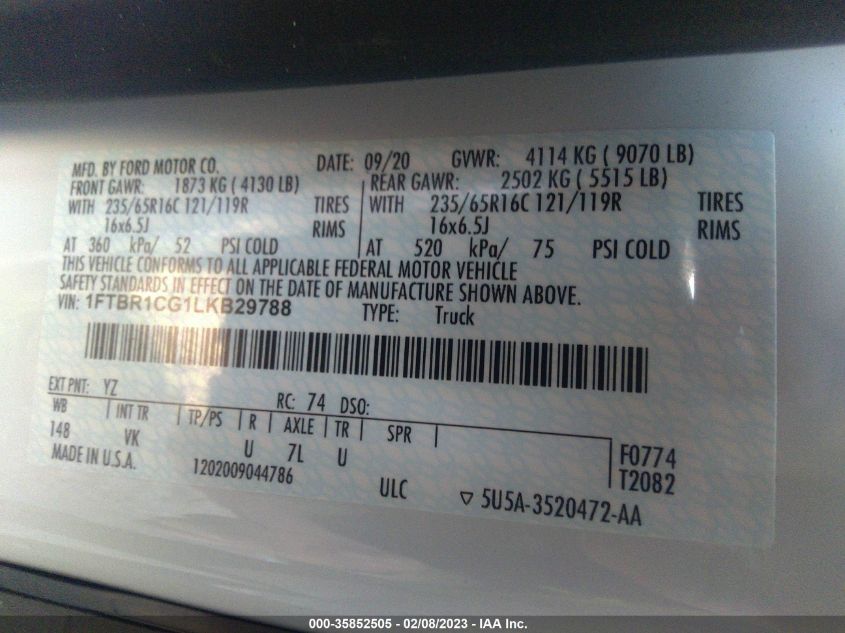 MFD. BY FORD MOTOR CO. DATE: 09/20 GVWR: 4114 KG ( 9070 LB)
FRONT GAWR: 1873 KG ( 4130 LB) REAR GAWR: 2502 KG ( 5515 LB)
WITH 235/65R16C 121/119R TIRES WITH 235/65R16C 121/119R TIRES
16x6.5J RIMS 16x6.5J RIMS
AT 360 kPa/ 52 PSI COLD AT 520 kPa/ 75 PSI COLD
THIS VEHICLE CONFORMS TO ALL APPLICABLE FEDERAL MOTOR VEHICLE
SAFETY STANDARDS IN EFFECT ON THE DATE OF MANUFACTURE SHOWN ABOVE.
VIN: 1FTBR1CG1LKB29788 TYPE: Truck
EXT PNT: YZ RC: 74 DSO:
WB INT TR TP/PS R AXLE TR SPR
148 VK U 7L U F0774
MADE IN U.S.A. 1202009044786 ULC T2082
▽ 5U5A-3520472-AA
000-35852505 - 02/08/2023 - IAA Inc.